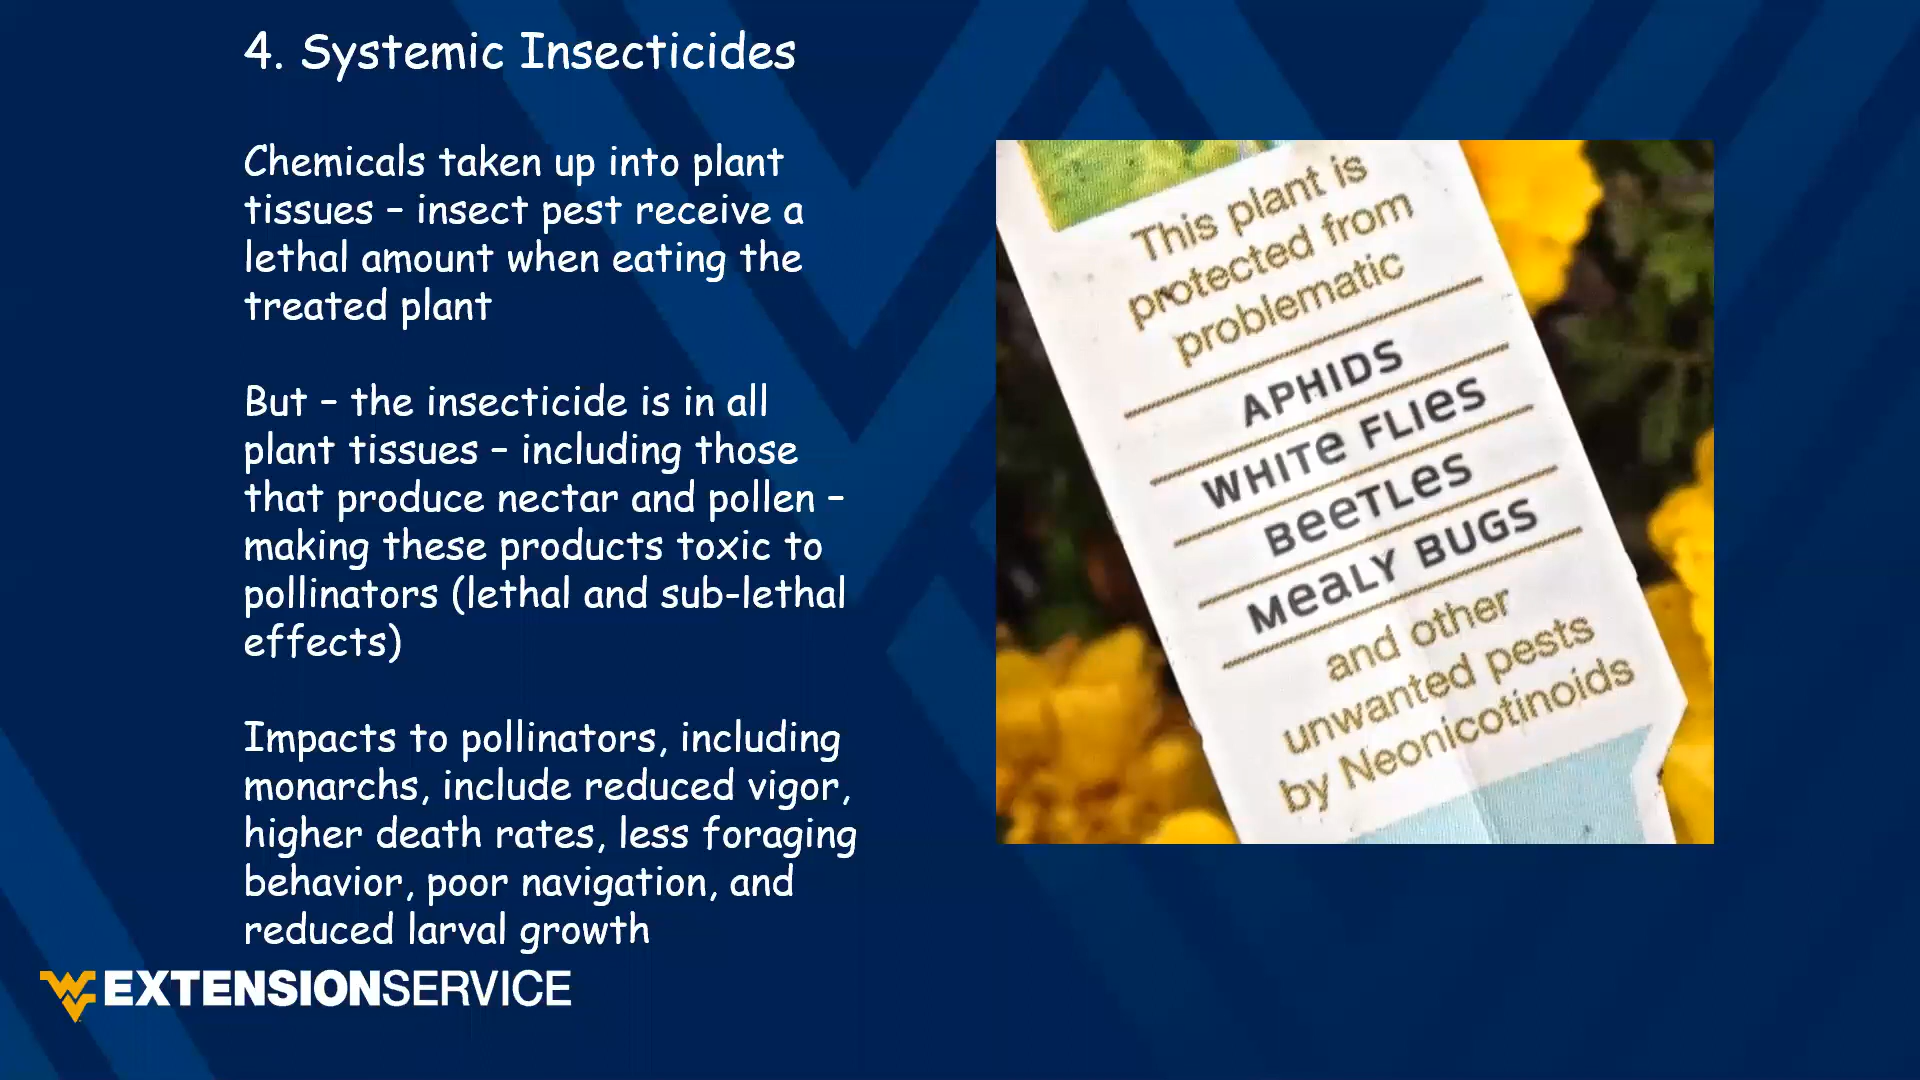 4. Systemic Insecticides
Chemicals taken up into plant
tissues – insect pest receive a
lethal amount when eating the
treated plant
But – the insecticide is in all
plant tissues – including those
that produce nectar and pollen –
making these products toxic to
pollinators (lethal and sub-lethal
effects)
Impacts to pollinators, including
monarchs, include reduced vigor,
higher death rates, less foraging
behavior, poor navigation, and
reduced larval growth
This plant is
protected from
problematic
APHIDS
WHITe FLIes
BeeTLes
MeaLY BUGS
and other
unwanted pests
by Neonicotinoids
WV EXTENSIONSERVICE